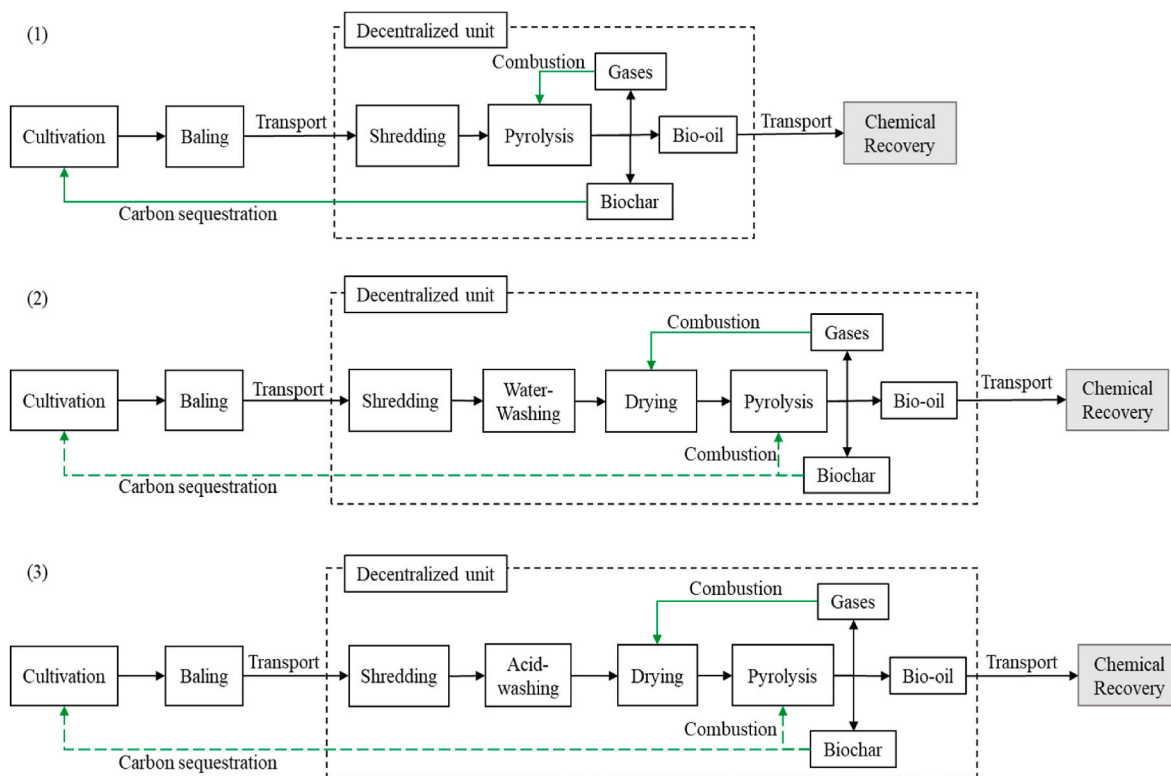 (1)
Decentralized unit
Combustion
Gases
Cultivation
Baling
Transport
Shredding
Pyrolysis
Bio-oil
Transport
Chemical
Recovery
Biochar
Carbon sequestration
(2)
Decentralized unit
Combustion
Gases
Cultivation
Baling
Transport
Shredding
Water-
Washing
Drying
Pyrolysis
Bio-oil
Transport
Chemical
Recovery
Combustion
Biochar
Carbon sequestration
(3)
Decentralized unit
Combustion
Gases
Cultivation
Baling
Transport
Shredding
Acid-
washing
Drying
Pyrolysis
Bio-oil
Transport
Chemical
Recovery
Combustion
Biochar
Carbon sequestration